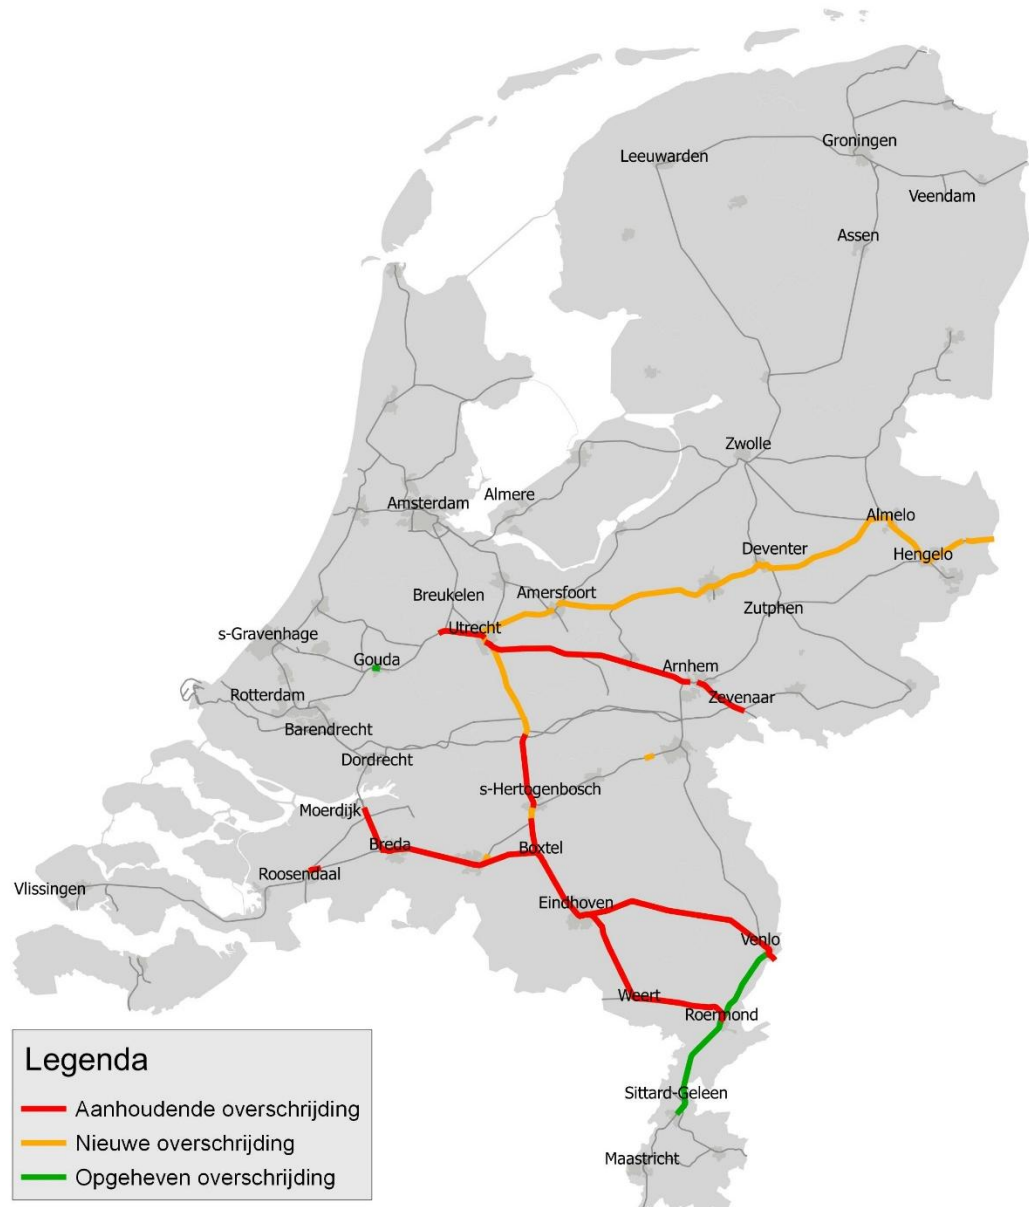 Groningen
Leeuwarden
Veendam
Assen
Zwolle
Almere
Amsterdam
Almelo
Deventer
Hengelo
Breukelen
Amersfoort
Zutphen
Utrecht
s-Gravenhage
Gouda
Arnhem
Rotterdam
Zevenaar
Barendrecht
Dordrecht
s-Hertogenbosch
Moerdijk
Breda
Boxtel
Roosendaal
Vlissingen
Eindhoven
Venlo
Weert
Roermond
Legenda
Sittard-Geleen
Aanhoudende overschrijding
Nieuwe overschrijding
Maastricht
Opgeheven overschrijding